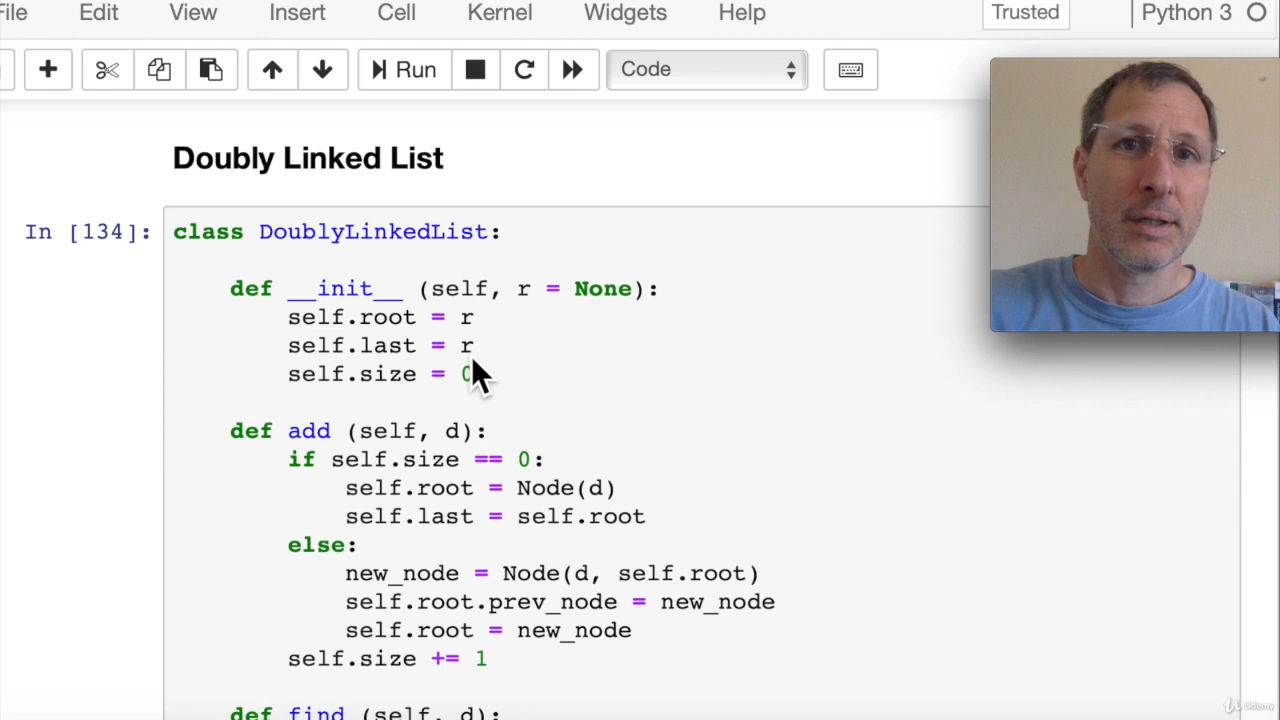 File Edit View Insert Cell Kernel Widgets Help Trusted Python 3
Run Code
Doubly Linked List
In [134]: class DoublyLinkedList:
def __init__ (self, r = None):
self.root = r
self.last = r
self.size = 0
def add (self, d):
if self.size == 0:
self.root = Node(d)
self.last = self.root
else:
new_node = Node(d, self.root)
self.root.prev_node = new_node
self.root = new_node
self.size += 1
def find (self, d):
Udemy